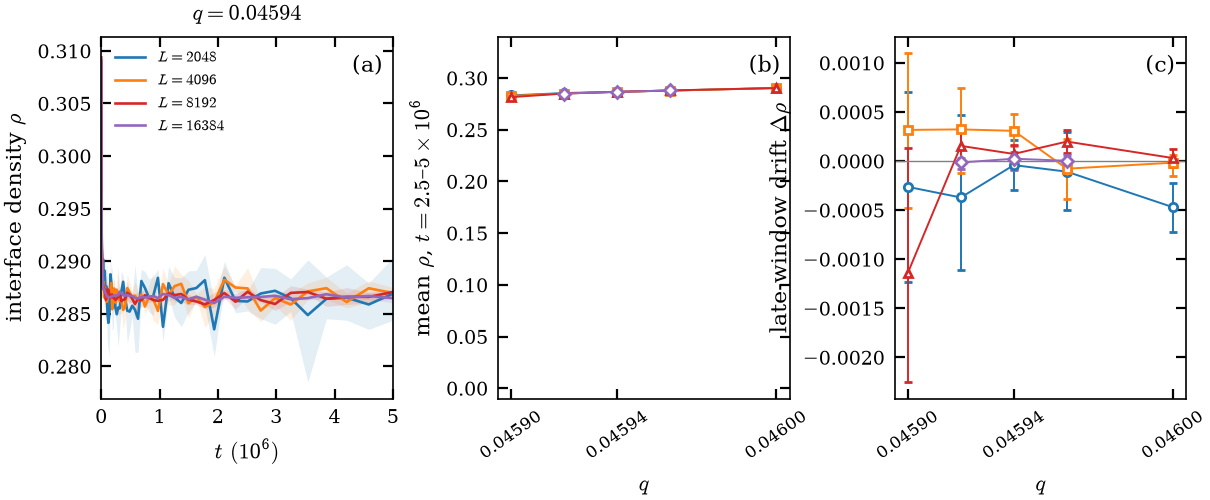 q = 0.04594
(a)
L = 2048
L = 4096
L = 8192
L = 16384
0.310
0.305
0.300
0.295
0.290
0.285
0.280
interface density ρ
0 1 2 3 4 5
t (10⁶)
(b)
0.30
0.25
0.20
0.15
0.10
0.05
0.00
mean ρ, t = 2.5–5 × 10⁶
0.04590 0.04594 0.04600
q
(c)
0.0010
0.0005
0.0000
−0.0005
−0.0010
−0.0015
−0.0020
late-window drift Δρ
0.04590 0.04594 0.04600
q